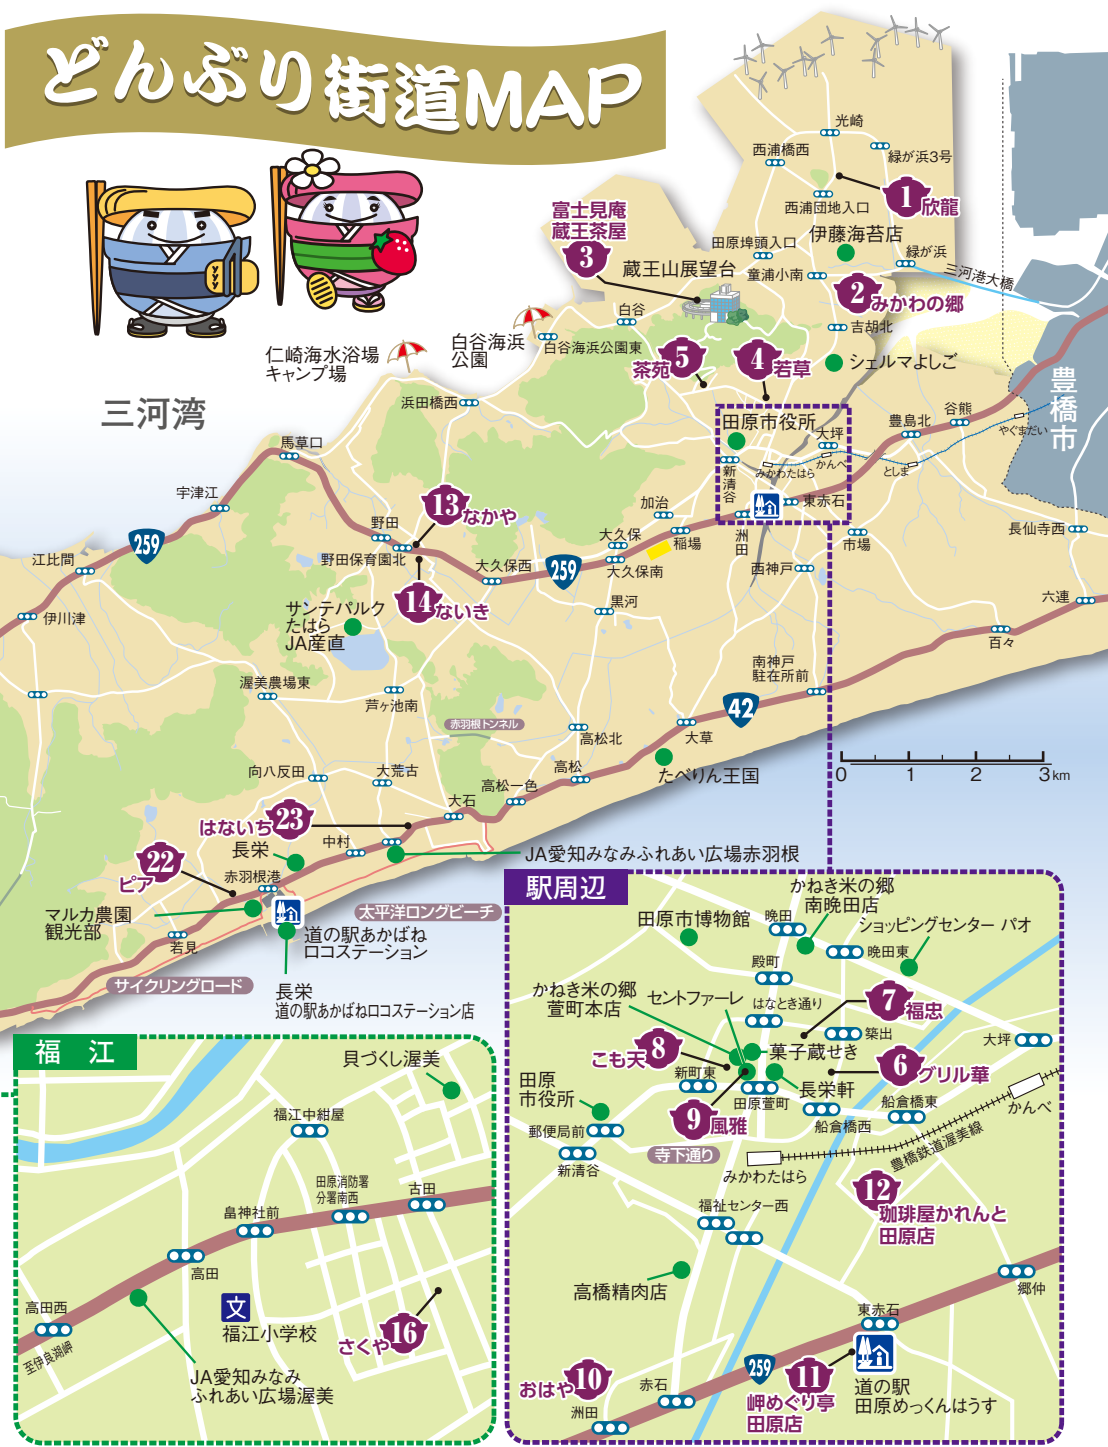 どんぶり街道MAP
光崎
西浦橋西
緑が浜3号
1
欣龍
西浦団地入口
伊藤海苔店
富士見庵
蔵王茶屋
3
田原埠頭入口
緑が浜
三河港大橋
蔵王山展望台
童浦小南
2
みかわの郷
白谷
吉胡北
白谷海浜
公園
白谷海浜公園東
仁崎海水浴場
キャンプ場
5
茶苑
4
若草
シェルマよしご
豊橋市
三河湾
浜田橋西
田原市役所
大坪
豊島北
谷熊
やぐまだい
馬草口
新清谷
みかわたはら
かんべ
としま
宇津江
13
なかや
加治
東赤石
洲田
長仙寺西
259
野田
大久保
稲場
市場
江比間
野田保育園北
大久保西
259
大久保南
西神戸
14
ないき
黒河
六連
伊川津
サンテパルク
たはら
JA産直
百々
南神戸
駐在所前
渥美農場東
芦ヶ池南
42
赤羽根トンネル
高松北
大草
向八反田
大荒古
高松
たべりん王国
高松一色
0 1 2 3km
大石
はないち
23
中村
長栄
JA愛知みなみふれあい広場赤羽根
22
ピア
赤羽根港
マルカ農園
観光部
太平洋ロングビーチ
若見
道の駅あかばね
ロコステーション
サイクリングロード
長栄
道の駅あかばねロコステーション店
駅周辺
かねき米の郷
南晩田店
田原市博物館
晩田
ショッピングセンター パオ
晩田東
殿町
かねき米の郷
萱町本店
セントファーレ
はなとき通り
7
福忠
築出
大坪
こも天
8
菓子蔵せき
6
グリル華
新町東
長栄軒
田原
市役所
田原萱町
船倉橋東
かんべ
9
風雅
船倉橋西
郵便局前
寺下通り
豊橋鉄道渥美線
新清谷
みかわたはら
12
珈琲屋かれんと
田原店
福祉センター西
高橋精肉店
郷仲
東赤石
259
10
おはや
赤石
11
岬めぐり亭
田原店
道の駅
田原めっくんはうす
洲田
福江
貝づくし渥美
福江中紺屋
田原消防署
分署南西
古田
畠神社前
高田
高田西
文
福江小学校
さくや
16
至伊良湖岬
JA愛知みなみ
ふれあい広場渥美